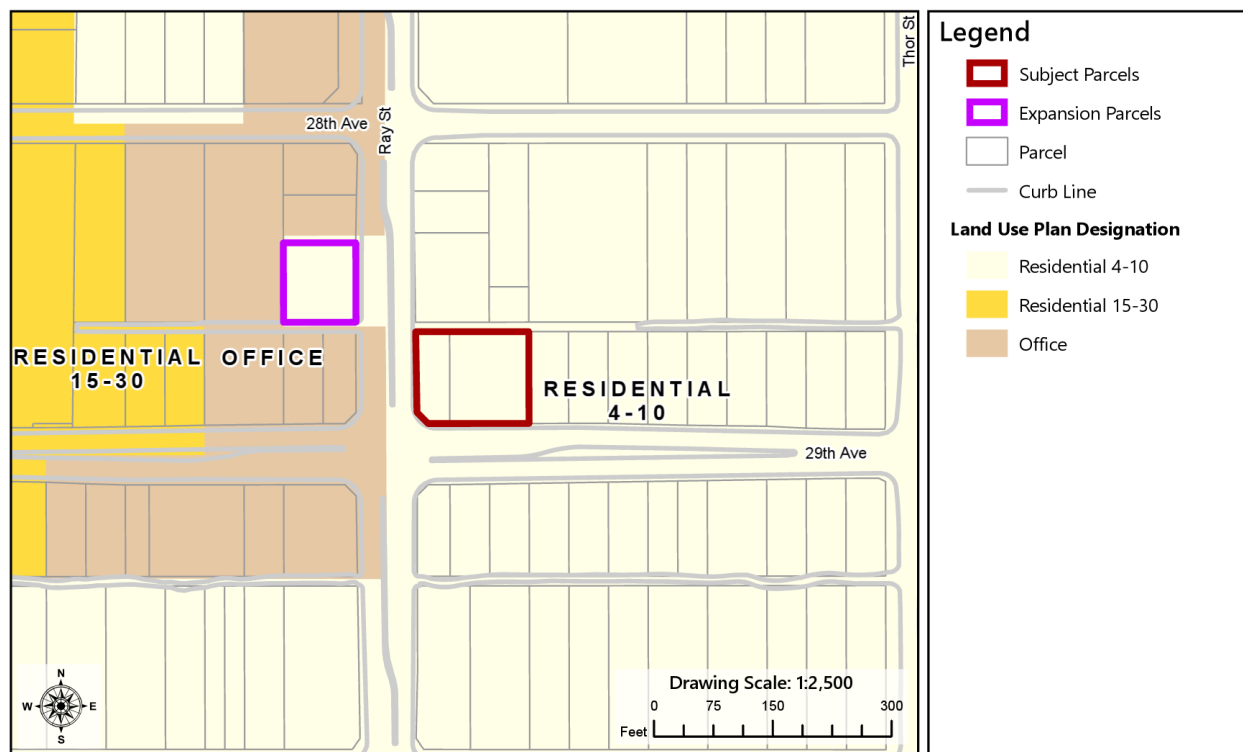 Thor St
28th Ave
Ray St
RESIDENTIAL
15-30
OFFICE
RESIDENTIAL
4-10
29th Ave
N
W
E
S
Drawing Scale: 1:2,500
0 75 150 300
Feet
Legend
Subject Parcels
Expansion Parcels
Parcel
Curb Line
Land Use Plan Designation
Residential 4-10
Residential 15-30
Office